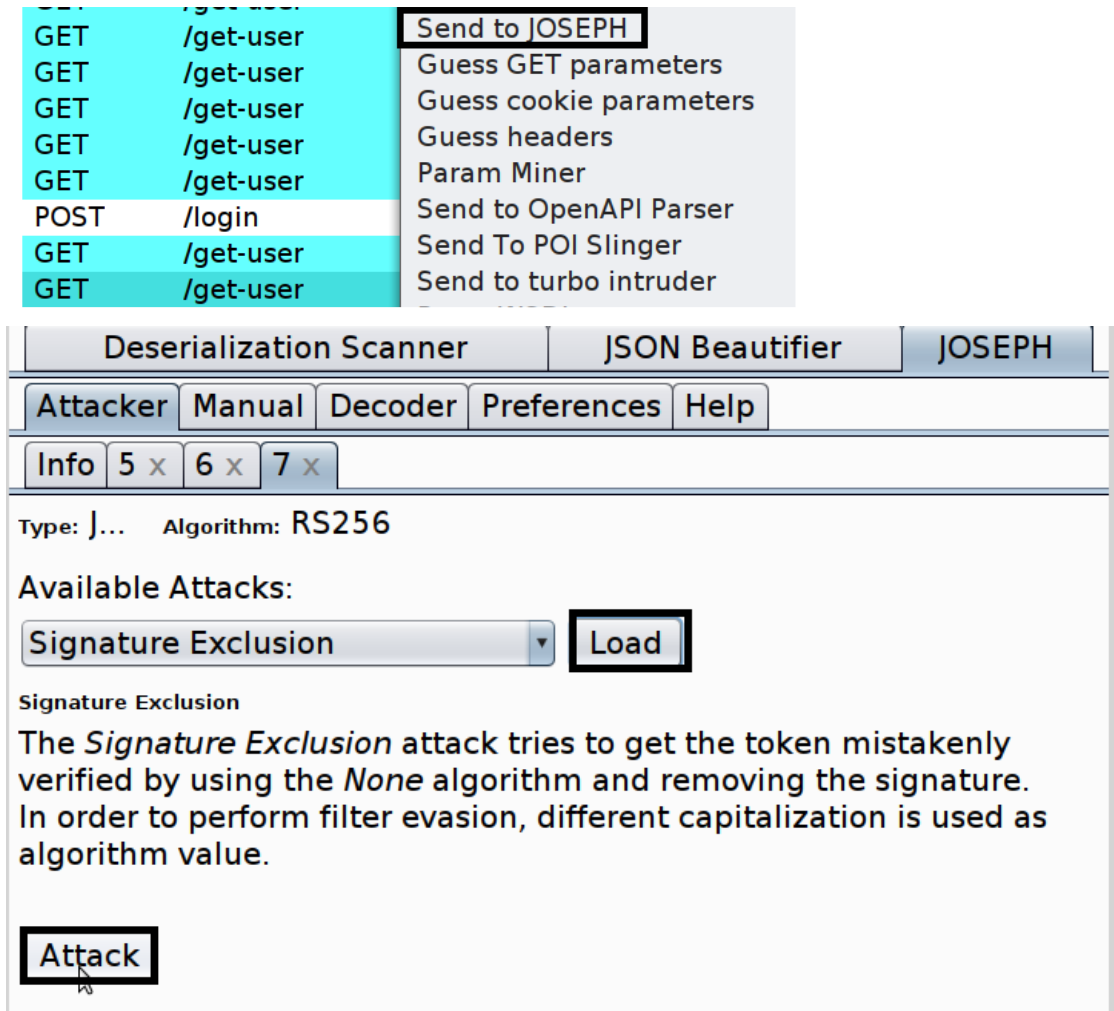 GET /get-user Send to JOSEPH
GET /get-user Guess GET parameters
GET /get-user Guess cookie parameters
GET /get-user Guess headers
GET /get-user Param Miner
POST /login Send to OpenAPI Parser
GET /get-user Send To POI Slinger
GET /get-user Send to turbo intruder
Deserialization Scanner JSON Beautifier JOSEPH
Attacker Manual Decoder Preferences Help
Info 5 x 6 x 7 x
Type: J... Algorithm: RS256
Available Attacks:
Signature Exclusion Load
Signature Exclusion
The Signature Exclusion attack tries to get the token mistakenly
verified by using the None algorithm and removing the signature.
In order to perform filter evasion, different capitalization is used as
algorithm value.
Attack